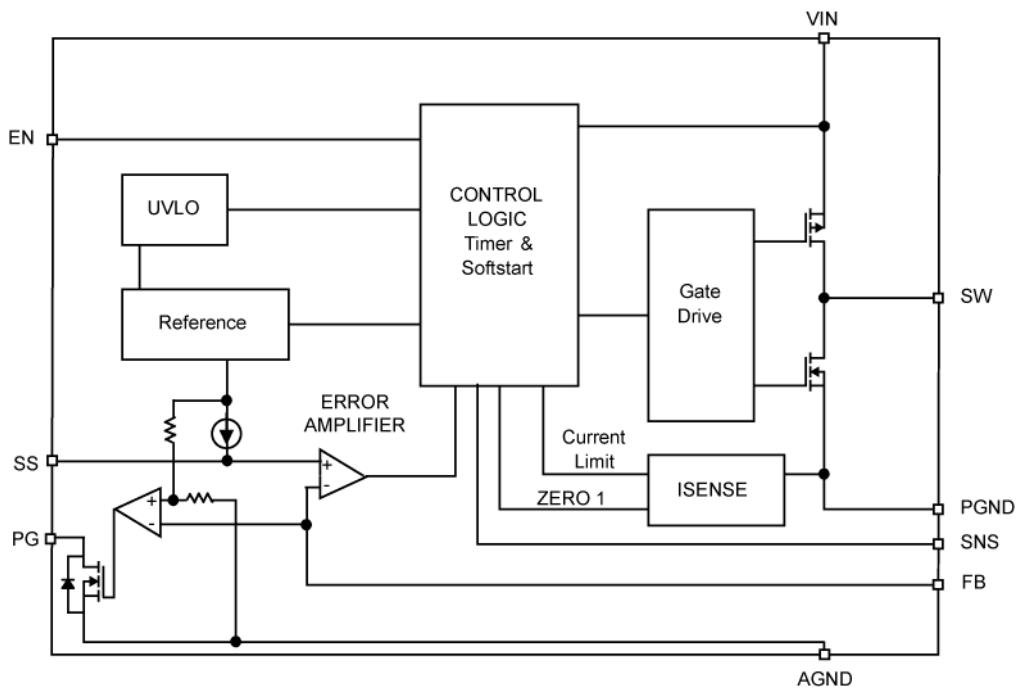 VIN
EN
UVLO
CONTROL
LOGIC
Timer &
Softstart
Reference
Gate
Drive
SW
ERROR
AMPLIFIER
SS
+
-
Current
Limit
ISENSE
ZERO 1
+
-
PG
PGND
SNS
FB
AGND